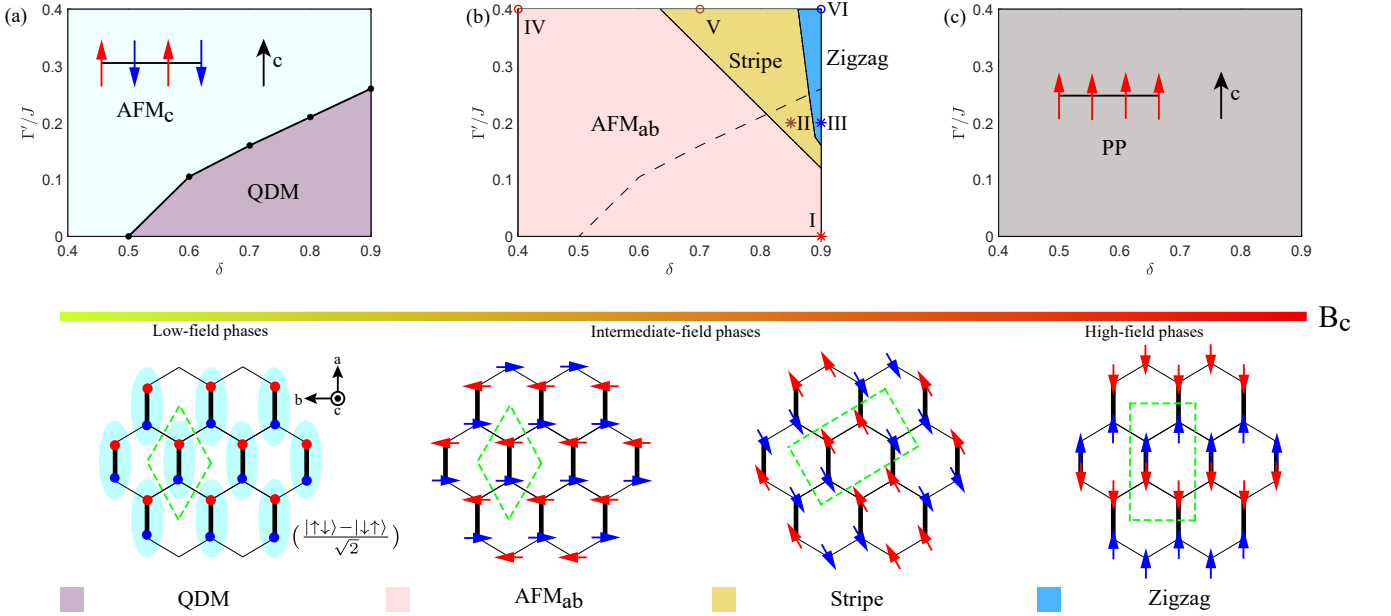 (a)
0.4
0.3
0.2
0.1
0
Γ'/J
c
AFMc
QDM
0.4 0.5 0.6 0.7 0.8 0.9
δ
(b)
0.4
0.3
0.2
0.1
0
Γ'/J
IV
V
VI
Stripe
Zigzag
AFMab
II
III
I
0.4 0.5 0.6 0.7 0.8 0.9
δ
(c)
0.4
0.3
0.2
0.1
0
Γ'/J
c
PP
0.4 0.5 0.6 0.7 0.8 0.9
δ
Bc
Low-field phases
Intermediate-field phases
High-field phases
a
b
c
(|↑↓⟩−|↓↑⟩/√2)
QDM
AFMab
Stripe
Zigzag